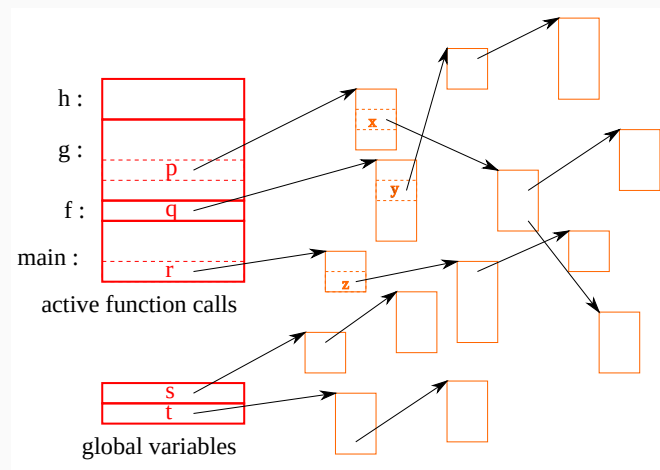 h :
x
g :
p
y
f :
q
main :
r
z
active function calls
s
t
global variables